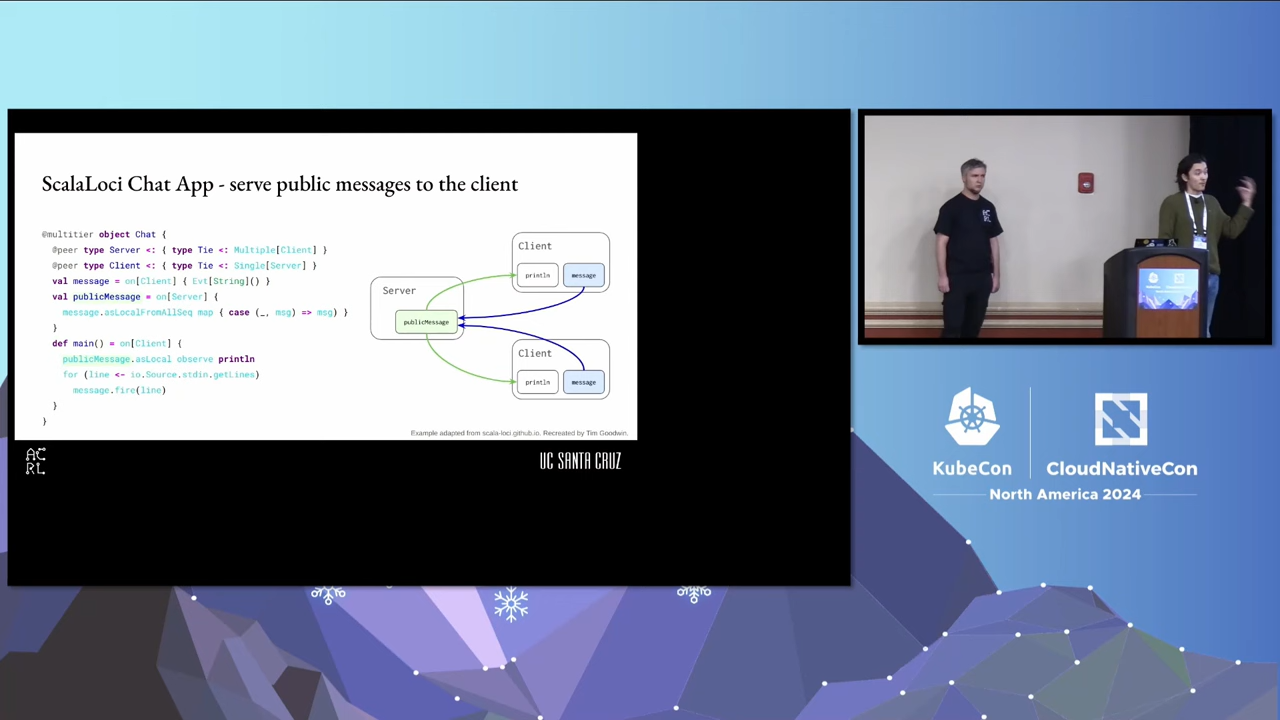 ScalaLoci Chat App - serve public messages to the client
@multitier object Chat {
@peer type Server <: { type Tie <: Multiple[Client] }
@peer type Client <: { type Tie <: Single[Server] }
val message = on[Client] { Evt[String]() }
val publicMessage = on[Server] {
message.asLocalFromAllSeq map { case (_, msg) => msg }
}
def main() = on[Client] {
publicMessage.asLocal observe println
for (line <- io.Source.stdin.getLines)
message.fire(line)
}
}
Server
publicMessage
Client
println
message
Client
println
message
Example adapted from scala-loci.github.io. Recreated by Tim Goodwin.
AC
RL
UC SANTA CRUZ
KubeCon
CloudNativeCon
North America 2024